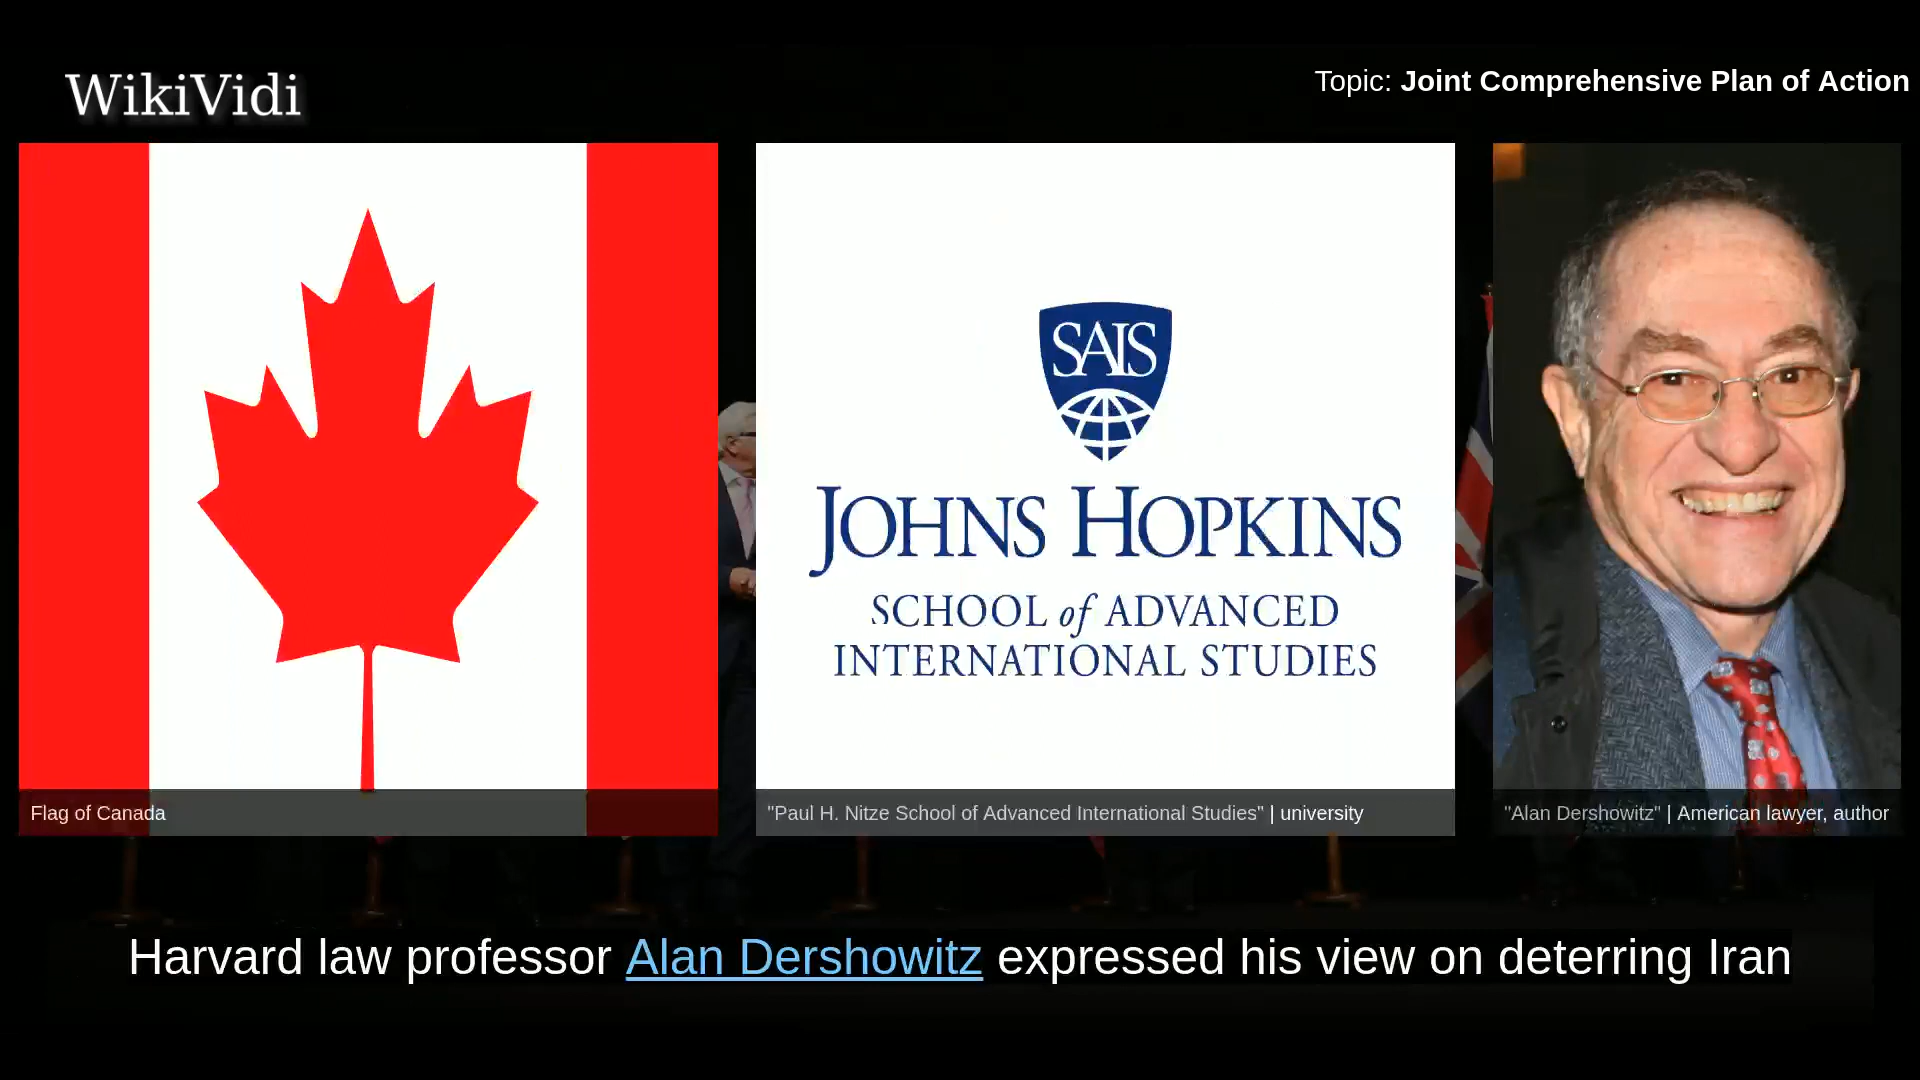 WikiVidi
Topic: Joint Comprehensive Plan of Action
SAIS
JOHNS HOPKINS
SCHOOL of ADVANCED
INTERNATIONAL STUDIES
Flag of Canada
"Paul H. Nitze School of Advanced International Studies" | university
"Alan Dershowitz" | American lawyer, author
Harvard law professor Alan Dershowitz expressed his view on deterring Iran